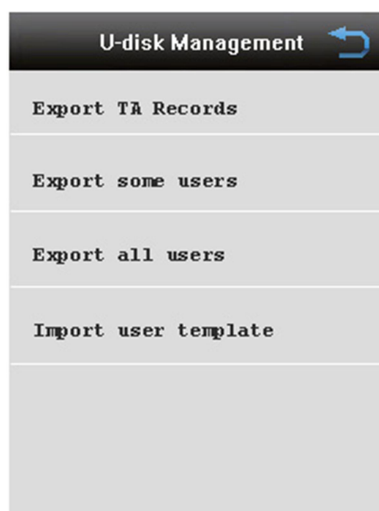 U-disk Management
Export TA Records
Export some users
Export all users
Import user template